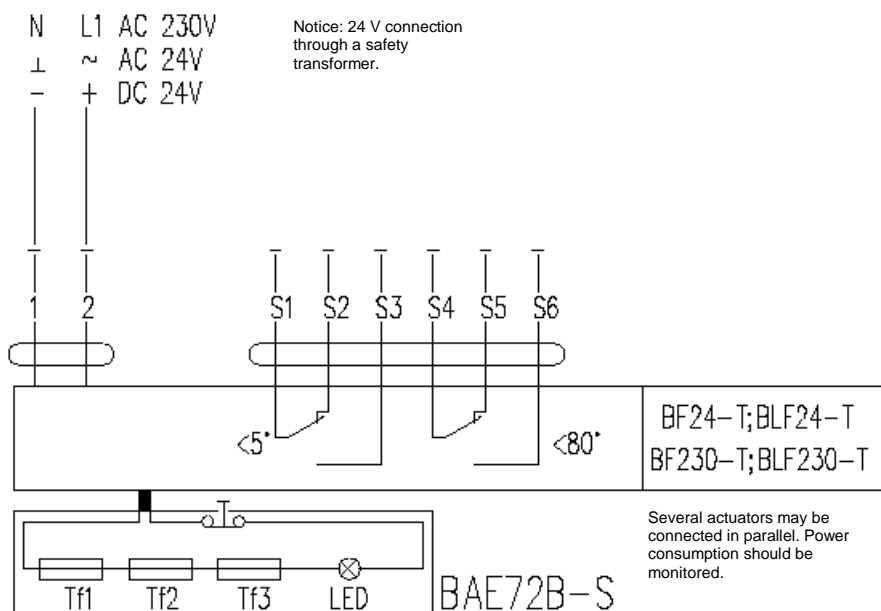 N L1 AC 230V
⊥ ~ AC 24V
− + DC 24V
Notice: 24 V connection
through a safety
transformer.
1 2 S1 S2 S3 S4 S5 S6
<5° <80°
BF24-T;BLF24-T
BF230-T;BLF230-T
Several actuators may be
connected in parallel. Power
consumption should be
monitored.
Tf1 Tf2 Tf3 LED
BAE72B-S